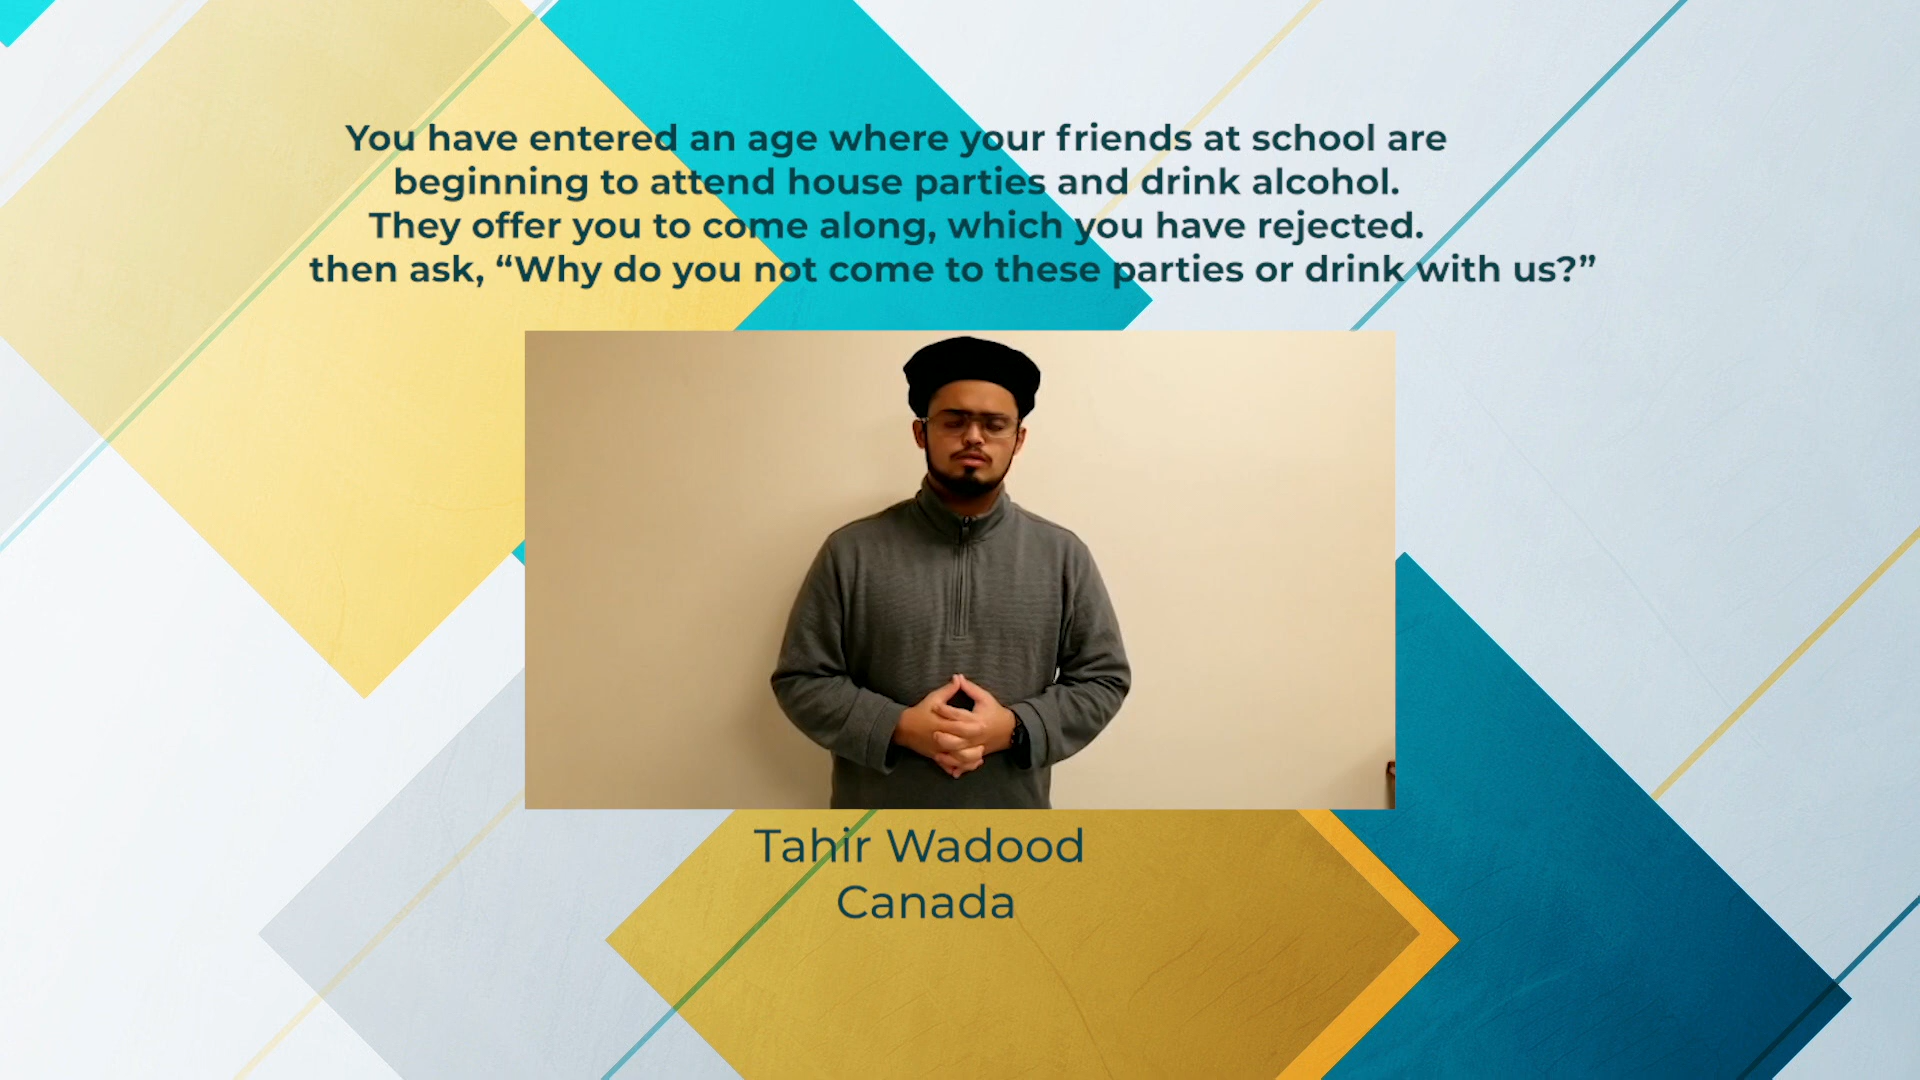 You have entered an age where your friends at school are
beginning to attend house parties and drink alcohol.
They offer you to come along, which you have rejected.
then ask, “Why do you not come to these parties or drink with us?”
Tahir Wadood
Canada